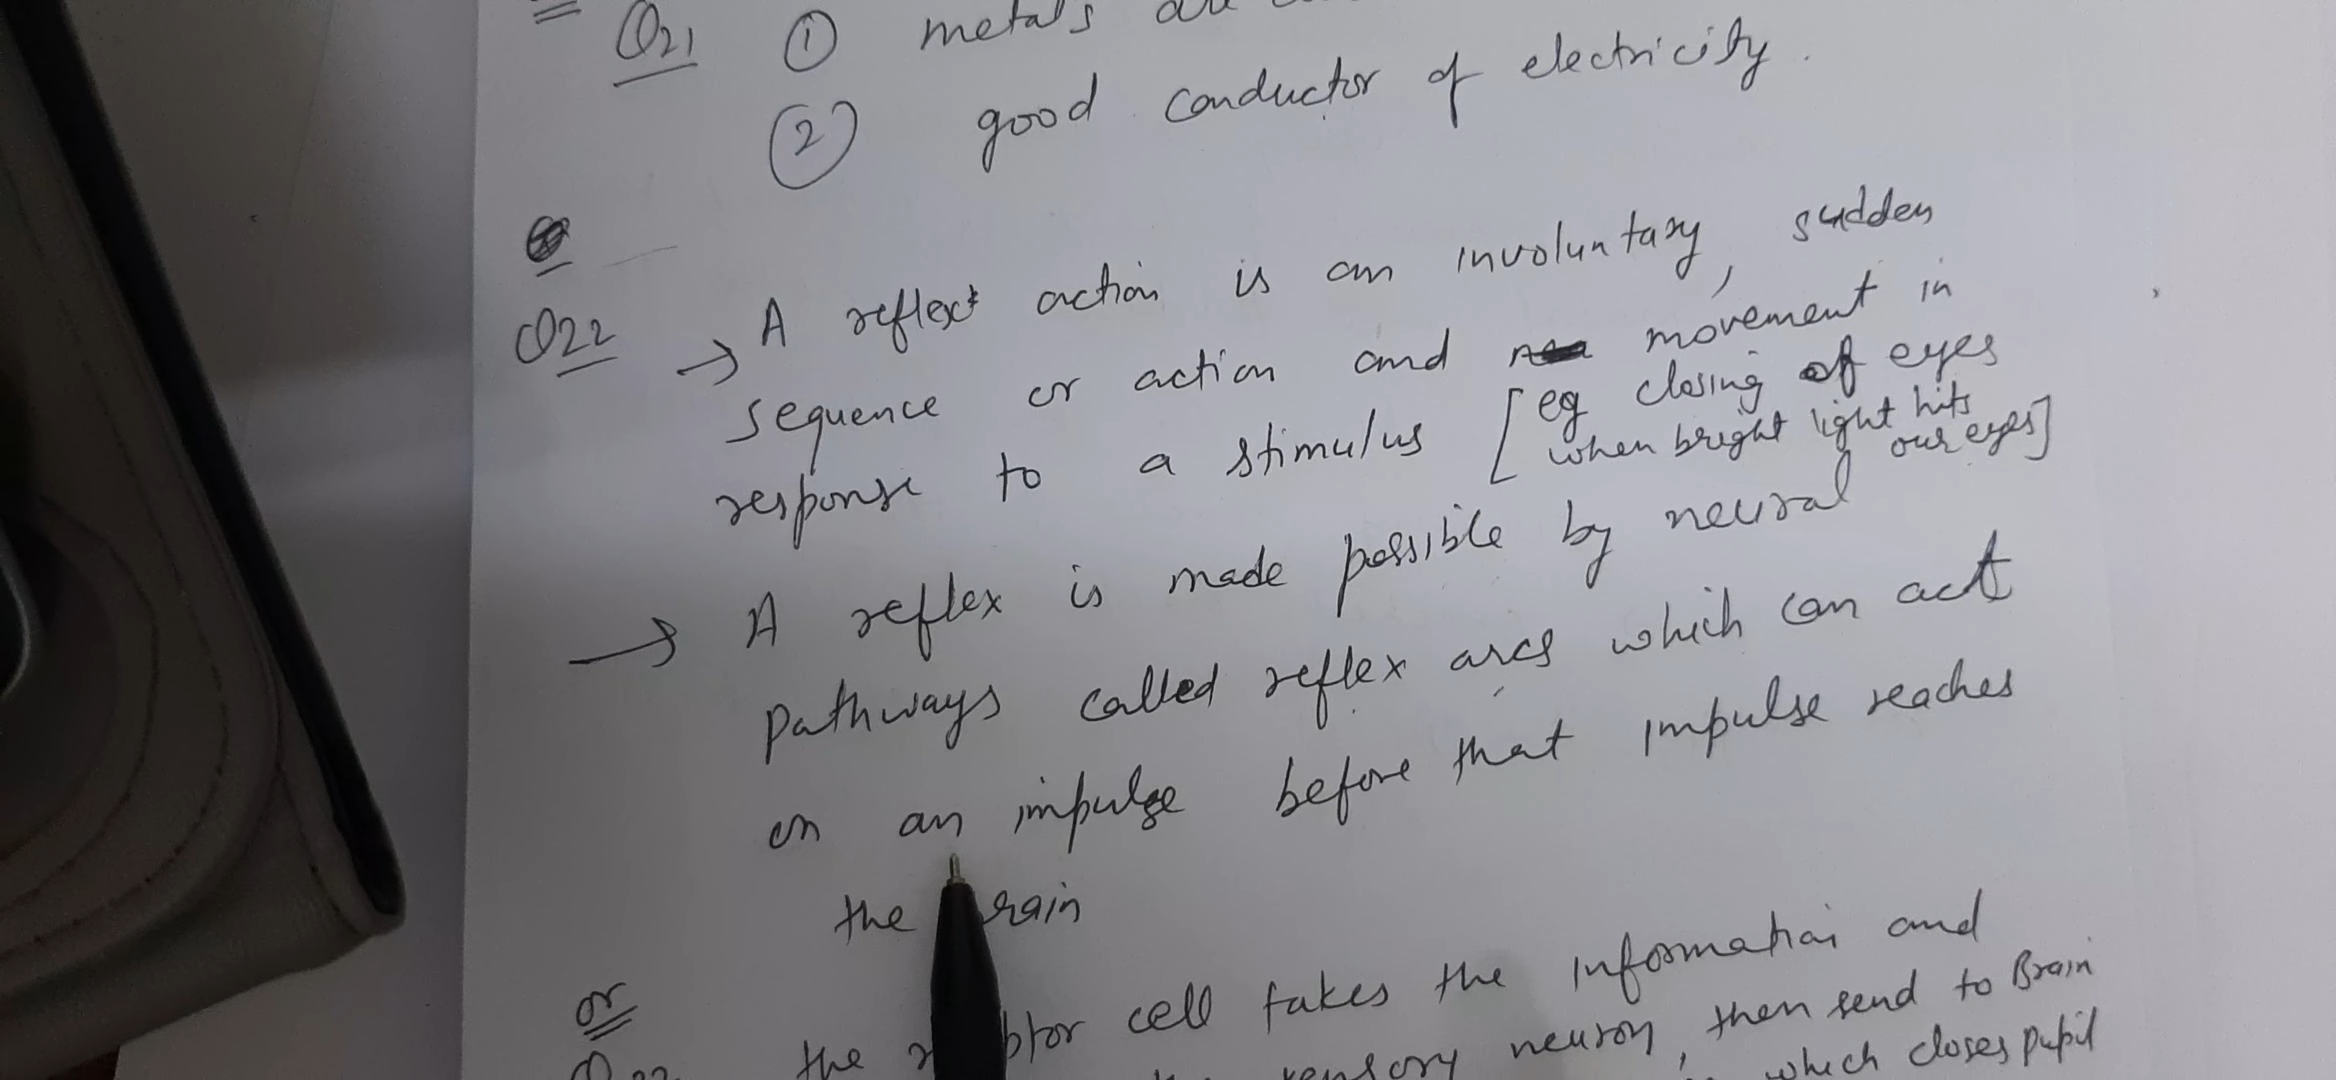 Q21 ① metals are
② good conductor of electricity.
Q22 → A reflex action is an involuntary, sudden
sequence or action and movement in
response to a stimulus [eg closing of eyes
when bright light hits
our eyes]
→ A reflex is made possible by neural
pathways called reflex arcs which can act
on an impulse before that impulse reaches
the rain
or
Q22 the cell takes the information and
sensory neuron, then send to Brain
which closes pupil